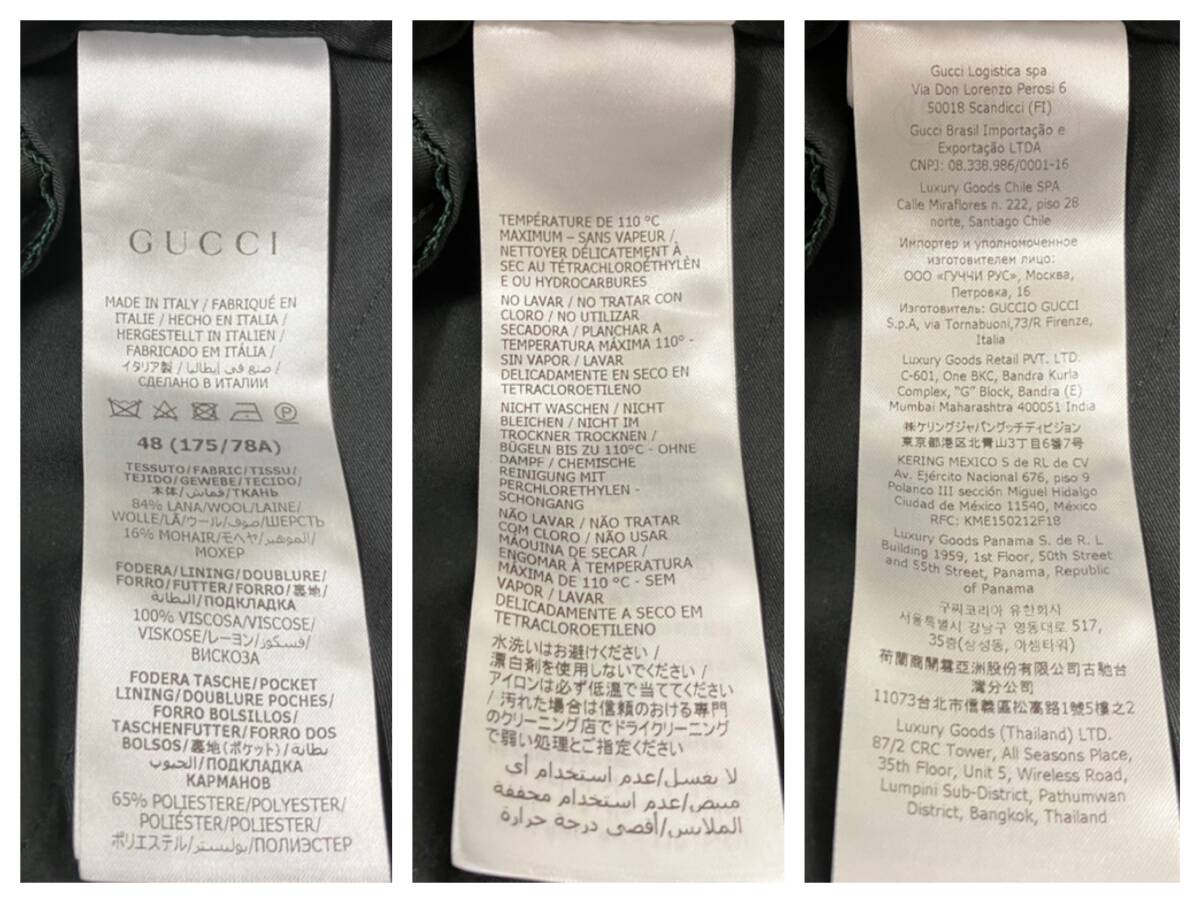 GUCCI
MADE IN ITALY / FABRIQUÉ EN
ITALIE / HECHO EN ITALIA /
HERGESTELLT IN ITALIEN /
FABRICADO EM ITÁLIA /
イタリア製 / صنع في إيطاليا /
СДЕЛАНО В ИТАЛИИ
48 (175/78A)
TESSUTO/FABRIC/TISSU/
TEJIDO/GEWEBE/TECIDO/
本体/قماش/ТКАНЬ
84% LANA/WOOL/LAINE/
WOLLE/LÃ/ウール/صوف/ШЕРСТЬ
16% MOHAIR/モヘヤ/الموهير/
МОХЕР
FODERA/LINING/DOUBLURE/
FORRO/FUTTER/FORRO/裏地/
البطانة/ПОДКЛАДКА
100% VISCOSA/VISCOSE/
VISKOSE/レーヨン/فسكوز/
ВИСКОЗА
FODERA TASCHE/POCKET
LINING/DOUBLURE POCHES/
FORRO BOLSILLOS/
TASCHENFUTTER/FORRO DOS
BOLSOS/裏地(ポケット)/بطانة
الجيوب/ПОДКЛАДКА
КАРМАНОВ
65% POLIESTERE/POLYESTER/
POLIÉSTER/POLIESTER/
ポリエステル/بوليستر/ПОЛИЭСТЕР
TEMPÉRATURE DE 110 °C
MAXIMUM – SANS VAPEUR /
NETTOYER DÉLICATEMENT À
SEC AU TÉTRACHLOROÉTHYLÈN
E OU HYDROCARBURES
NO LAVAR / NO TRATAR CON
CLORO / NO UTILIZAR
SECADORA / PLANCHAR A
TEMPERATURA MÁXIMA 110° -
SIN VAPOR / LAVAR
DELICADAMENTE EN SECO EN
TETRACLOROETILENO
NICHT WASCHEN / NICHT
BLEICHEN / NICHT IM
TROCKNER TROCKNEN /
BÜGELN BIS ZU 110°C - OHNE
DAMPF / CHEMISCHE
REINIGUNG MIT
PERCHLORETHYLEN -
SCHONGANG
NÃO LAVAR / NÃO TRATAR
COM CLORO / NÃO USAR
MÁQUINA DE SECAR /
ENGOMAR À TEMPERATURA
MÁXIMA DE 110 °C - SEM
VAPOR / LAVAR
DELICADAMENTE A SECO EM
TETRACLOROETILENO
水洗いはお避けください /
漂白剤を使用しないでください /
アイロンは必ず低温で当ててください
/ 汚れた場合は信頼のおける専門
のクリーニング店でドライクリーニング
で弱い処理とご指定ください
لا يغسل/عدم استخدام أى
مبيض/عدم استخدام مجففة
الملابس/أقصى درجة حرارة
Gucci Logistica spa
Via Don Lorenzo Perosi 6
50018 Scandicci (FI)
Gucci Brasil Importação e
Exportação LTDA
CNPJ: 08.338.986/0001-16
Luxury Goods Chile SPA
Calle Miraflores n. 222, piso 28
norte, Santiago Chile
Импортер и уполномоченное
изготовителем лицо:
ООО «ГУЧЧИ РУС», Москва,
Петровка, 16
Изготовитель: GUCCIO GUCCI
S.p.A, via Tornabuoni,73/R Firenze,
Italia
Luxury Goods Retail PVT. LTD.
C-601, One BKC, Bandra Kurla
Complex, "G" Block, Bandra (E)
Mumbai Maharashtra 400051 India
㈱ケリングジャパングッチディビジョン
東京都港区北青山3丁目6番7号
KERING MEXICO S de RL de CV
Av. Ejército Nacional 676, piso 9
Polanco III sección Miguel Hidalgo
Ciudad de México 11540, México
RFC: KME150212F18
Luxury Goods Panama S. de R. L
Building 1959, 1st Floor, 50th Street
and 55th Street, Panama, Republic
of Panama
구찌코리아 유한회사
서울특별시 강남구 영동대로 517,
35층(삼성동, 아셈타워)
荷蘭商開雲亞洲股份有限公司古馳台
灣分公司
11073台北市信義區松高路1號5樓之2
Luxury Goods (Thailand) LTD.
87/2 CRC Tower, All Seasons Place,
35th Floor, Unit 5, Wireless Road,
Lumpini Sub-District, Pathumwan
District, Bangkok, Thailand